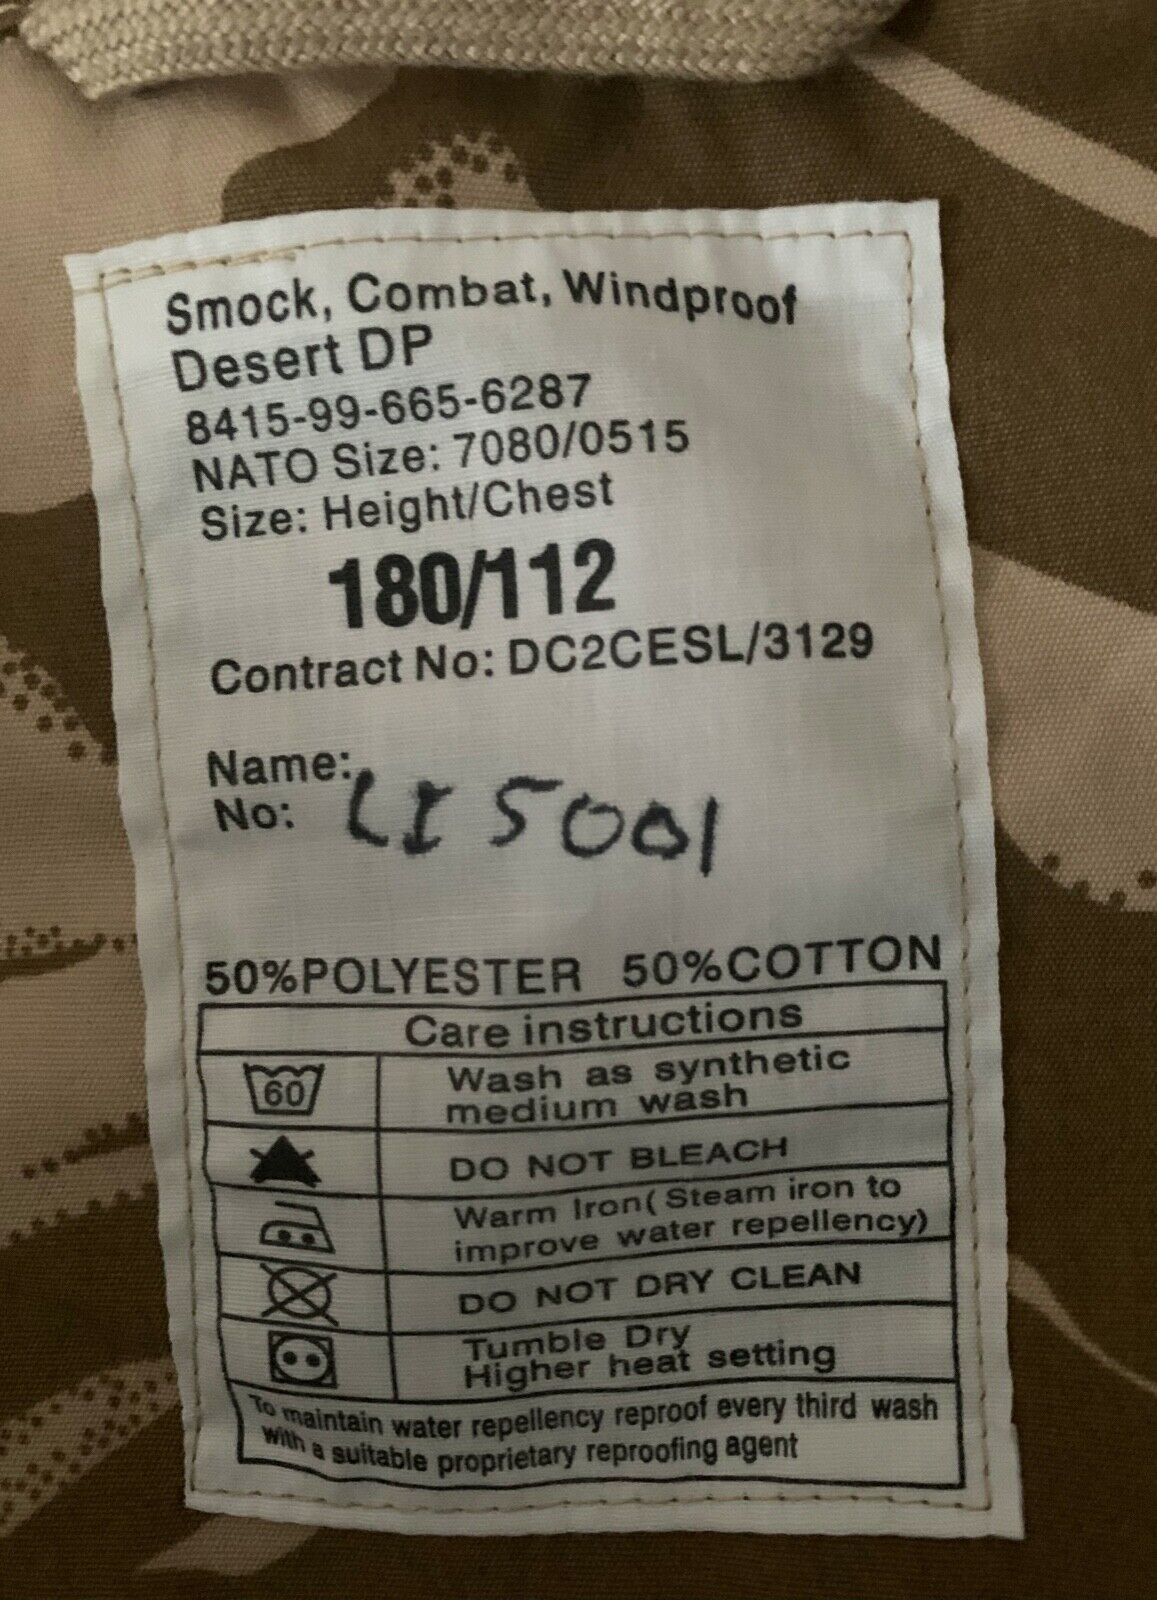 Smock, Combat, Windproof
Desert DP
8415-99-665-6287
NATO Size: 7080/0515
Size: Height/Chest
180/112
Contract No: DC2CESL/3129
Name:
No: LI 5001
50%POLYESTER 50%COTTON
Care instructions
60
Wash as synthetic
medium wash
DO NOT BLEACH
Warm Iron( Steam iron to
improve water repellency)
DO NOT DRY CLEAN
Tumble Dry
Higher heat setting
To maintain water repellency reproof every third wash
with a suitable proprietary reproofing agent